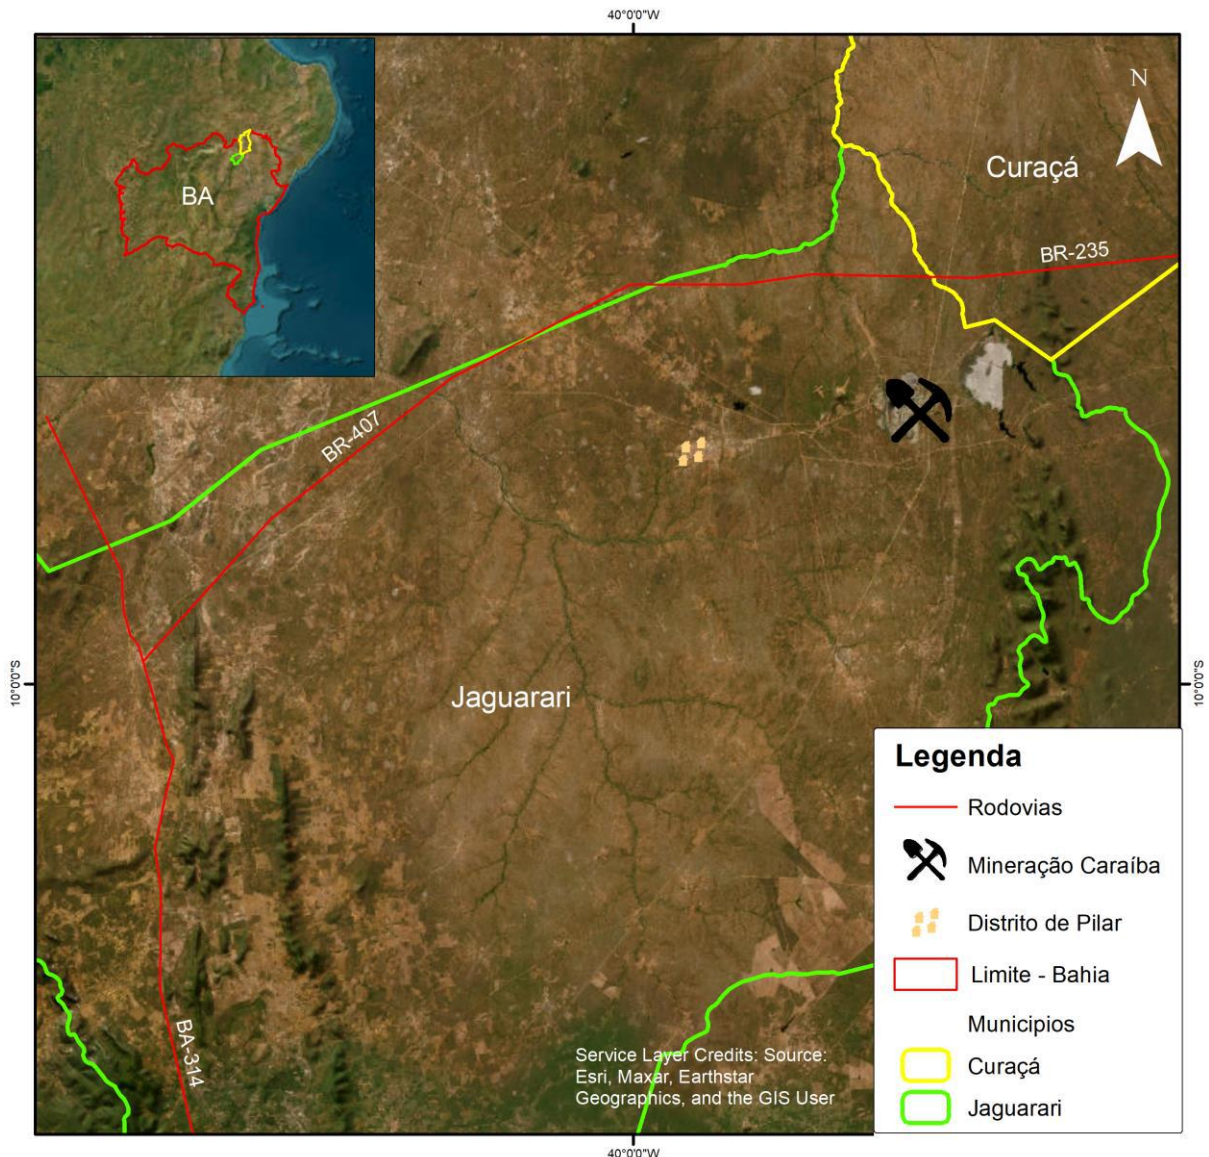 40°0'0"W
BA
N
Curaçá
BR-235
BR-407
10°0'0"S
10°0'0"S
Jaguarari
BA-314
Legenda
Rodovias
Mineração Caraíba
Distrito de Pilar
Limite - Bahia
Municipios
Curaçá
Jaguarari
Service Layer Credits: Source:
Esri, Maxar, Earthstar
Geographics, and the GIS User
40°0'0"W